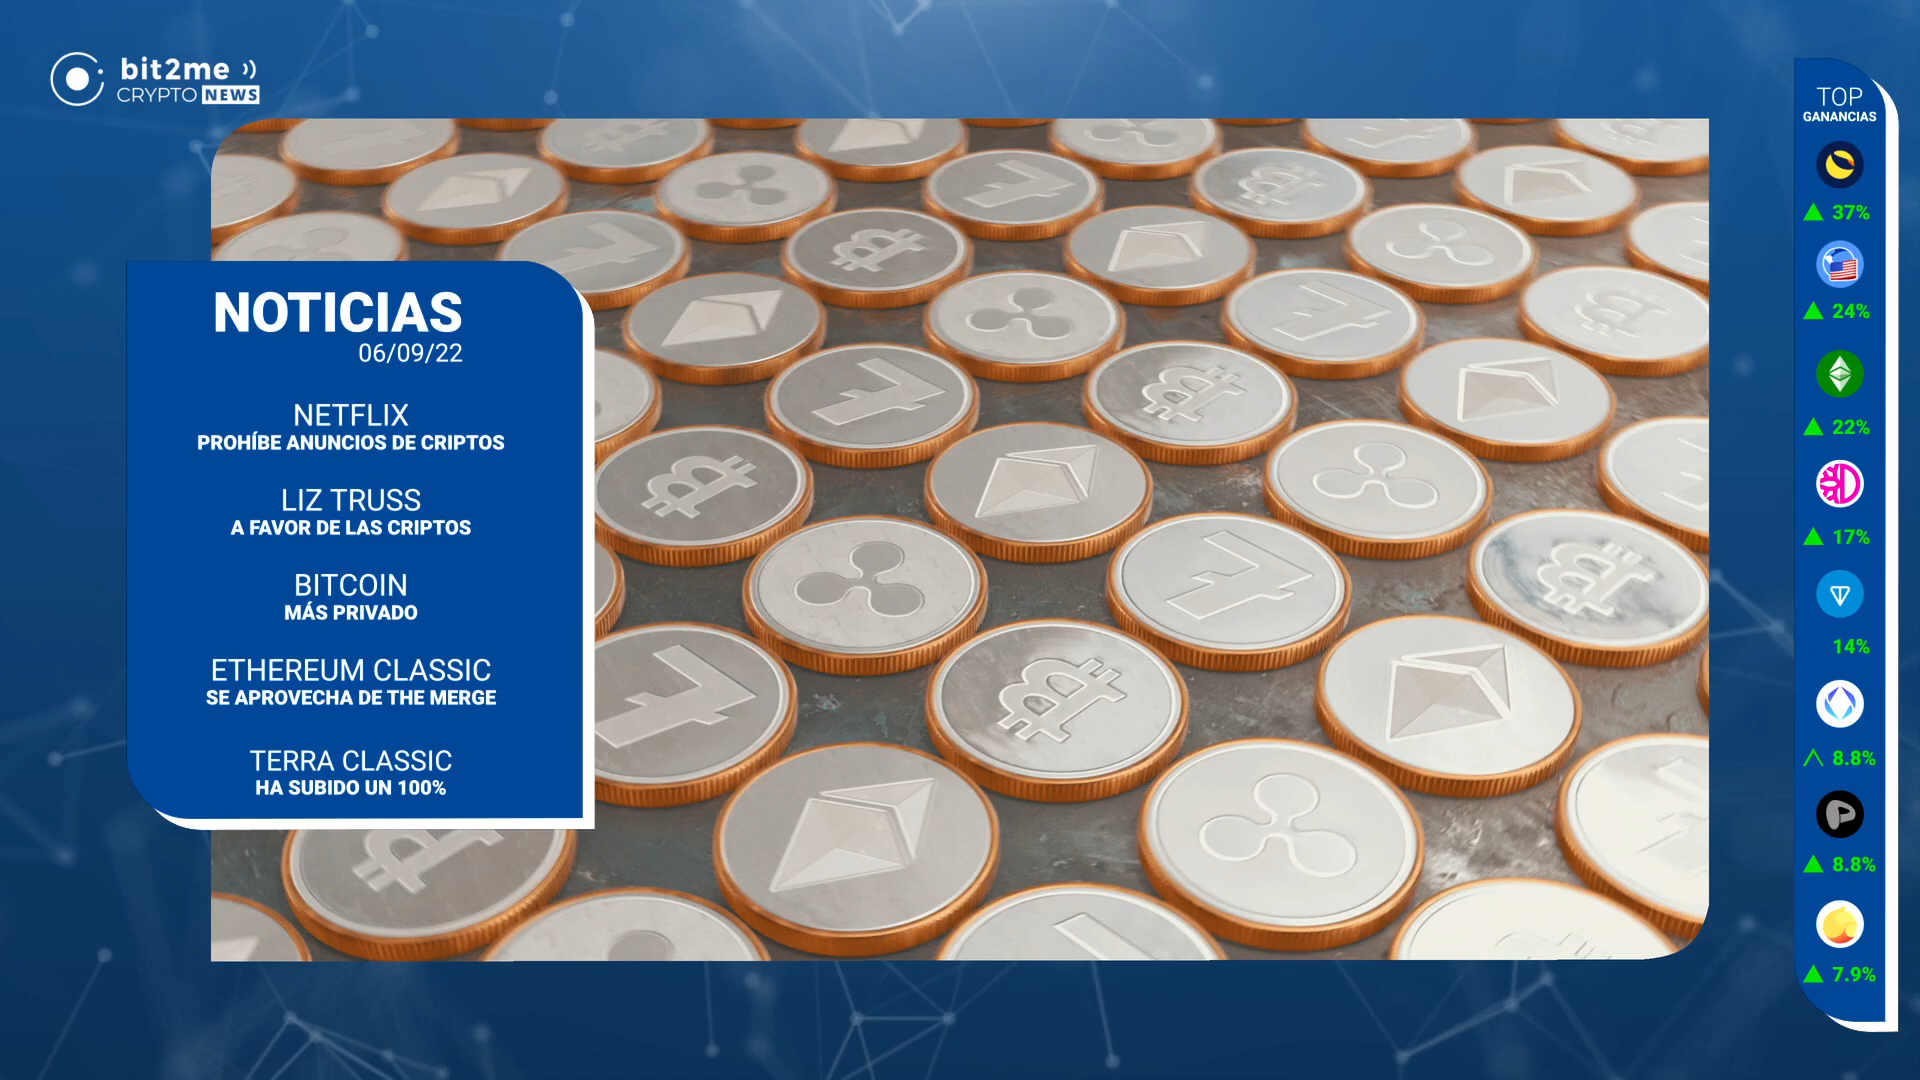 bit2me
CRYPTO NEWS
NOTICIAS
06/09/22
NETFLIX
PROHÍBE ANUNCIOS DE CRIPTOS
LIZ TRUSS
A FAVOR DE LAS CRIPTOS
BITCOIN
MÁS PRIVADO
ETHEREUM CLASSIC
SE APROVECHA DE THE MERGE
TERRA CLASSIC
HA SUBIDO UN 100%
TOP
GANANCIAS
37%
24%
22%
17%
14%
8.8%
8.8%
7.9%